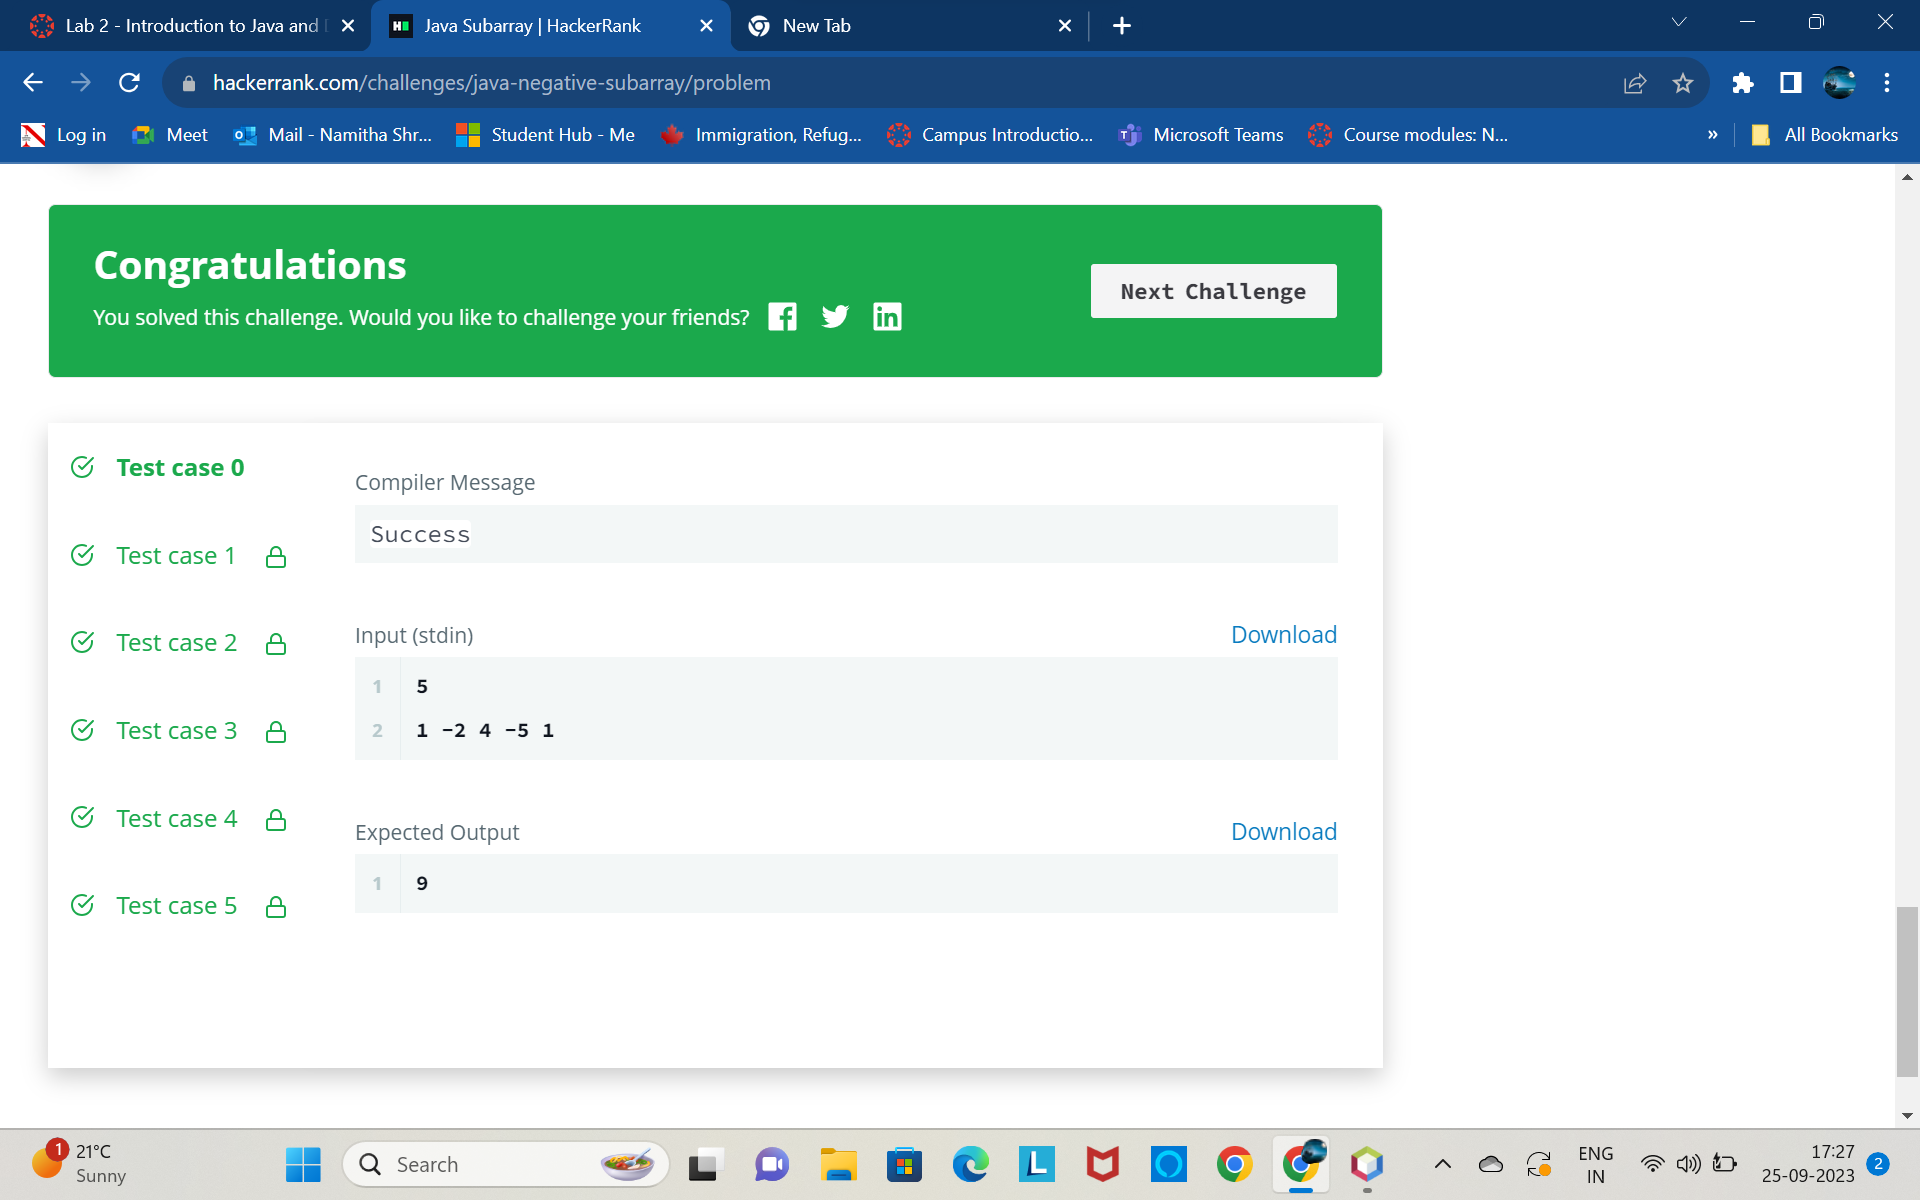 Lab 2 - Introduction to Java and
Java Subarray | HackerRank
New Tab
hackerrank.com/challenges/java-negative-subarray/problem
Log in
Meet
Mail - Namitha Shr...
Student Hub - Me
Immigration, Refug...
Campus Introductio...
Microsoft Teams
Course modules: N...
»
All Bookmarks
Congratulations
You solved this challenge. Would you like to challenge your friends?
Next Challenge
Test case 0
Test case 1
Test case 2
Test case 3
Test case 4
Test case 5
Compiler Message
Success
Input (stdin)
Download
1 5
2 1 -2 4 -5 1
Expected Output
Download
1 9
1
21°C
Sunny
Search
ENG
IN
17:27
25-09-2023
2